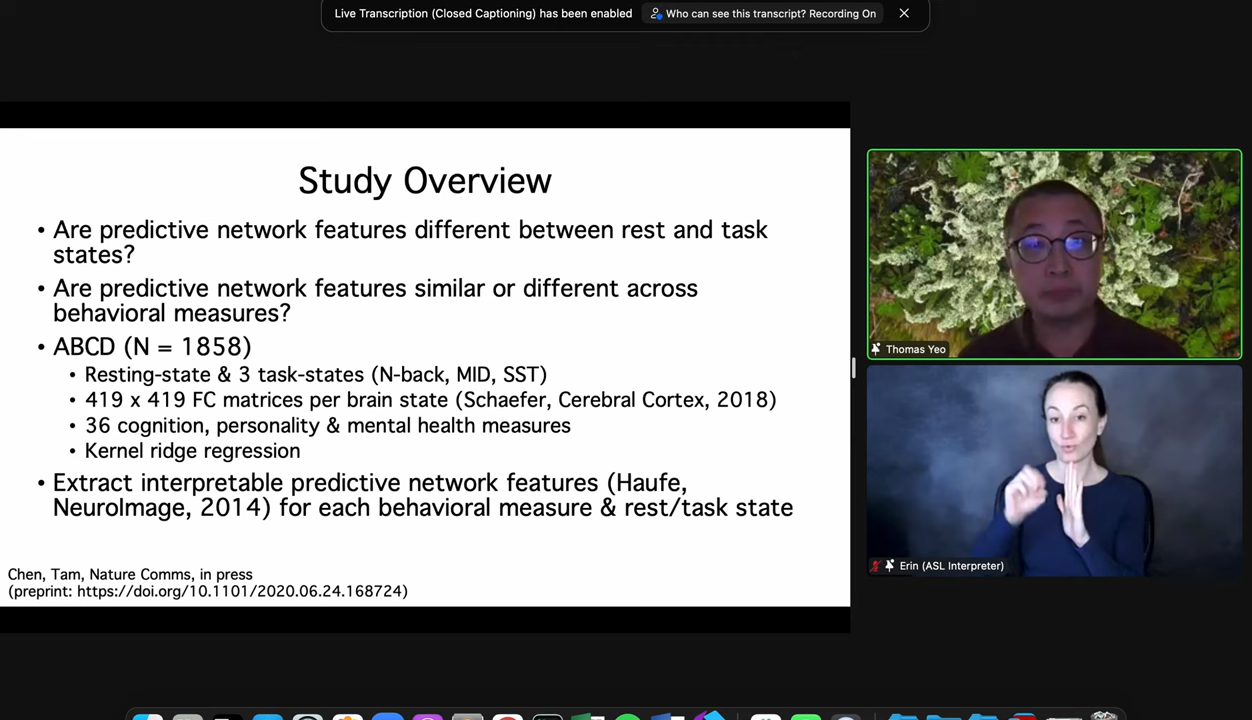 Live Transcription (Closed Captioning) has been enabled
Who can see this transcript? Recording On
Study Overview
• Are predictive network features different between rest and task
states?
• Are predictive network features similar or different across
behavioral measures?
• ABCD (N = 1858)
• Resting-state & 3 task-states (N-back, MID, SST)
• 419 x 419 FC matrices per brain state (Schaefer, Cerebral Cortex, 2018)
• 36 cognition, personality & mental health measures
• Kernel ridge regression
• Extract interpretable predictive network features (Haufe,
NeuroImage, 2014) for each behavioral measure & rest/task state
Chen, Tam, Nature Comms, in press
(preprint: https://doi.org/10.1101/2020.06.24.168724)
Thomas Yeo
Erin (ASL Interpreter)